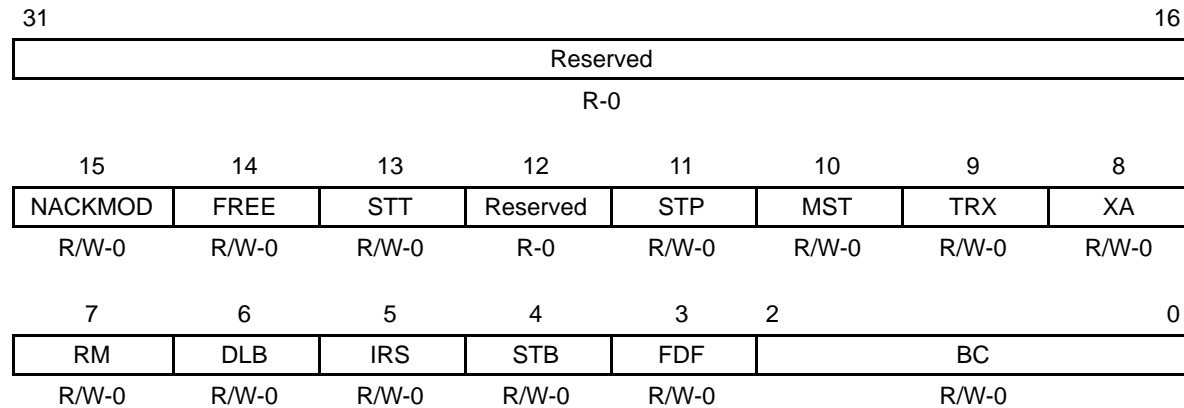 31 16
Reserved
R-0
15 14 13 12 11 10 9 8
NACKMOD FREE STT Reserved STP MST TRX XA
R/W-0 R/W-0 R/W-0 R-0 R/W-0 R/W-0 R/W-0 R/W-0
7 6 5 4 3 2 0
RM DLB IRS STB FDF BC
R/W-0 R/W-0 R/W-0 R/W-0 R/W-0 R/W-0